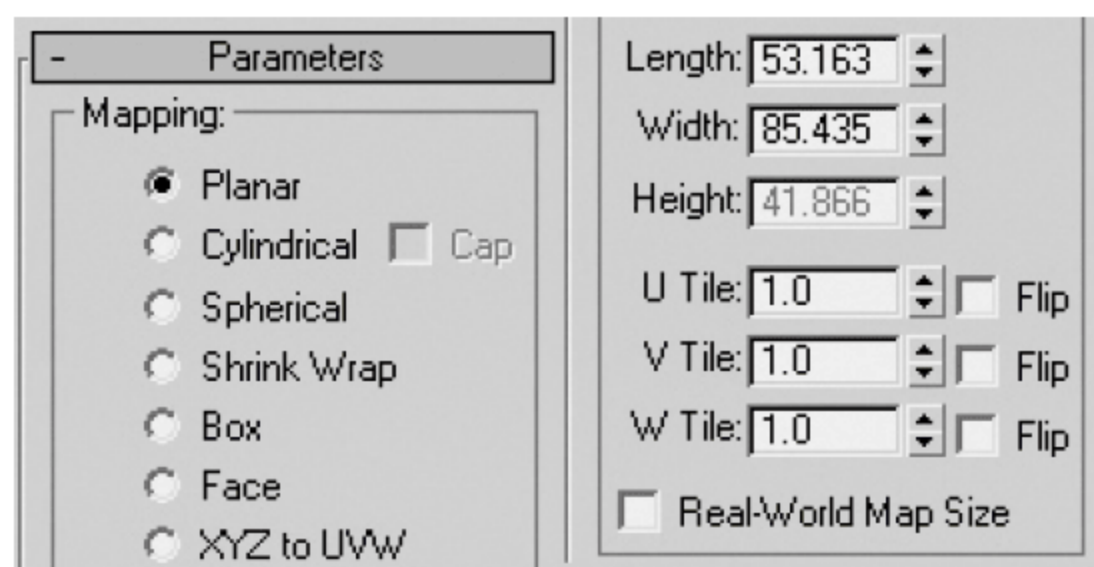 - Parameters
Mapping:
Planar
Cylindrical Cap
Spherical
Shrink Wrap
Box
Face
XYZ to UVW
Length: 53.163
Width: 85.435
Height: 41.866
U Tile: 1.0 Flip
V Tile: 1.0 Flip
W Tile: 1.0 Flip
Real-World Map Size